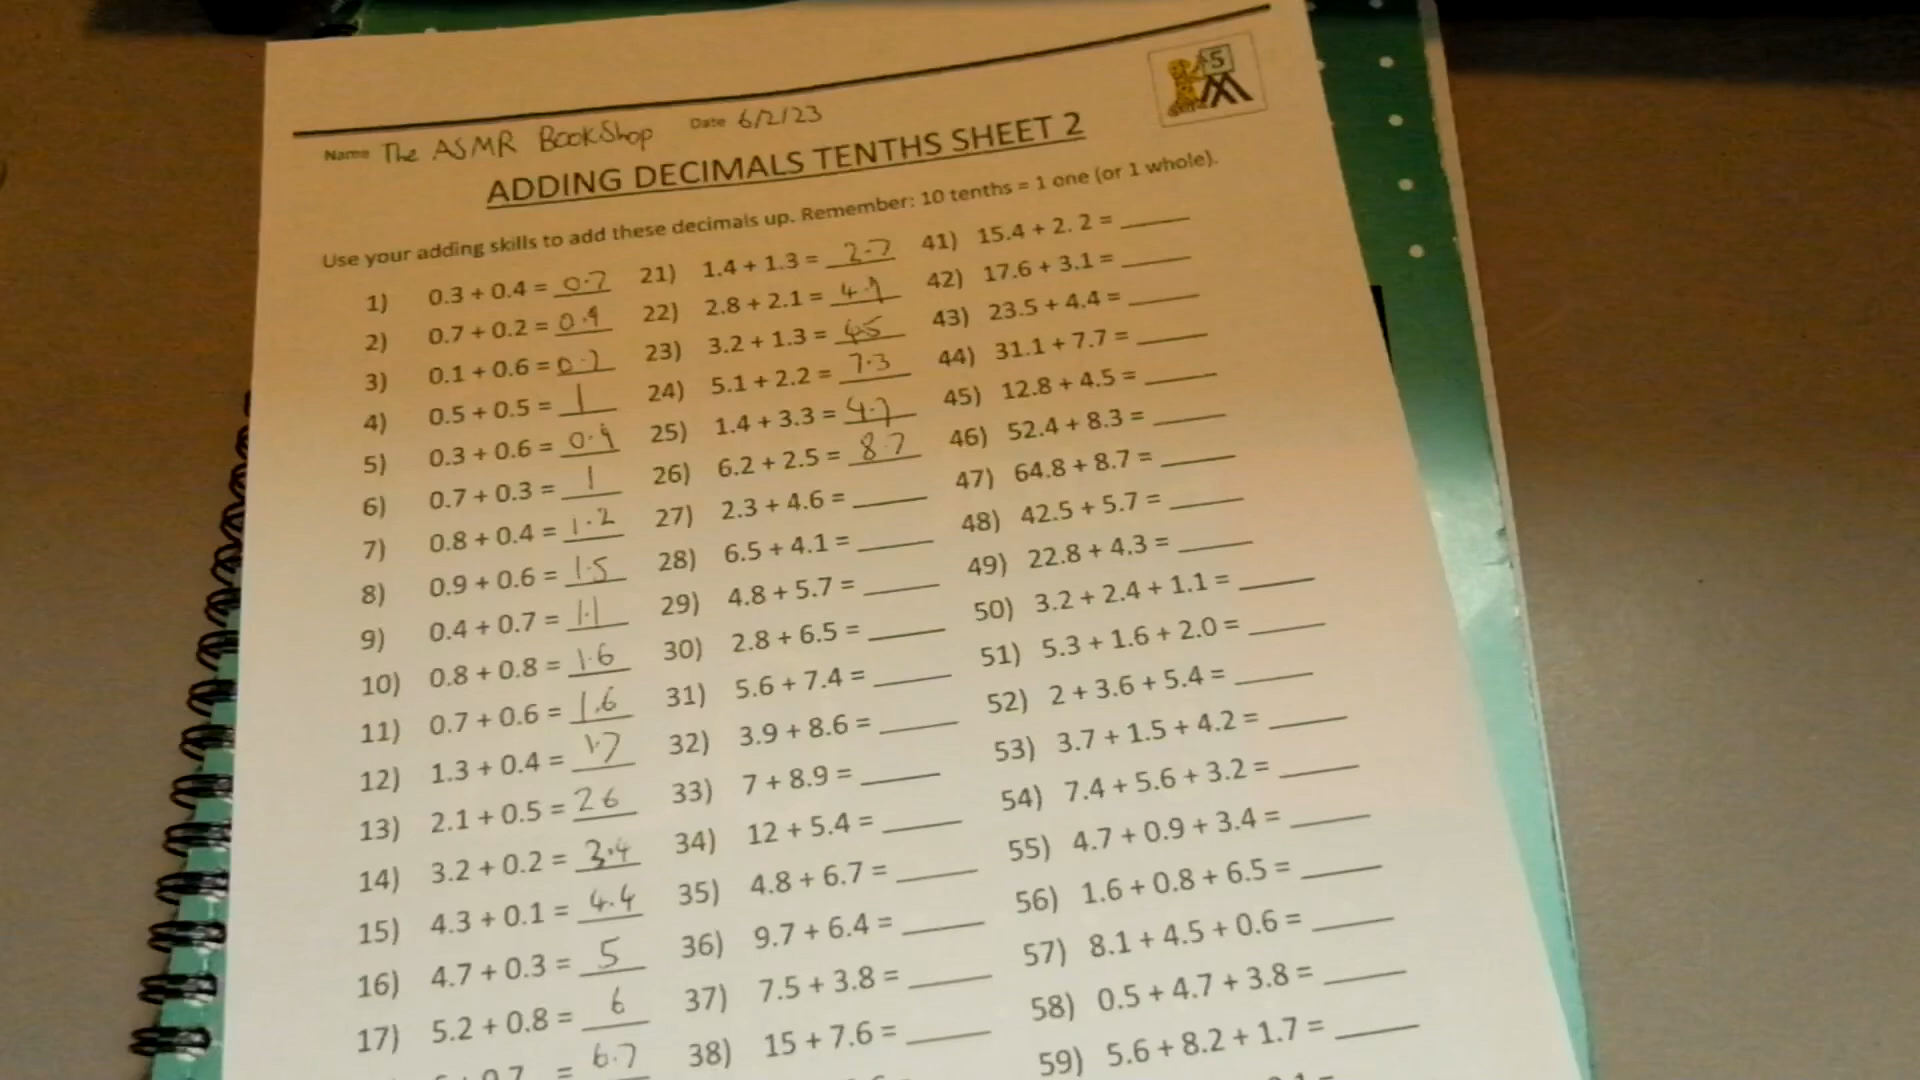 Name The ASMR BookShop Date 6/2/23
5
ADDING DECIMALS TENTHS SHEET 2
Use your adding skills to add these decimals up. Remember: 10 tenths = 1 one (or 1 whole).
1) 0.3 + 0.4 = 0.7
2) 0.7 + 0.2 = 0.9
3) 0.1 + 0.6 = 0.7
4) 0.5 + 0.5 = 1
5) 0.3 + 0.6 = 0.9
6) 0.7 + 0.3 = 1
7) 0.8 + 0.4 = 1.2
8) 0.9 + 0.6 = 1.5
9) 0.4 + 0.7 = 1.1
10) 0.8 + 0.8 = 1.6
11) 0.7 + 0.6 = 1.6
12) 1.3 + 0.4 = 1.7
13) 2.1 + 0.5 = 26
14) 3.2 + 0.2 = 3.4
15) 4.3 + 0.1 = 4.4
16) 4.7 + 0.3 = 5
17) 5.2 + 0.8 = 6
= 6.7
21) 1.4 + 1.3 = 2.7
22) 2.8 + 2.1 = 4.9
23) 3.2 + 1.3 = 45
24) 5.1 + 2.2 = 7.3
25) 1.4 + 3.3 = 4.7
26) 6.2 + 2.5 = 8.7
27) 2.3 + 4.6 =
28) 6.5 + 4.1 =
29) 4.8 + 5.7 =
30) 2.8 + 6.5 =
31) 5.6 + 7.4 =
32) 3.9 + 8.6 =
33) 7 + 8.9 =
34) 12 + 5.4 =
35) 4.8 + 6.7 =
36) 9.7 + 6.4 =
37) 7.5 + 3.8 =
38) 15 + 7.6 =
41) 15.4 + 2. 2 =
42) 17.6 + 3.1 =
43) 23.5 + 4.4 =
44) 31.1 + 7.7 =
45) 12.8 + 4.5 =
46) 52.4 + 8.3 =
47) 64.8 + 8.7 =
48) 42.5 + 5.7 =
49) 22.8 + 4.3 =
50) 3.2 + 2.4 + 1.1 =
51) 5.3 + 1.6 + 2.0 =
52) 2 + 3.6 + 5.4 =
53) 3.7 + 1.5 + 4.2 =
54) 7.4 + 5.6 + 3.2 =
55) 4.7 + 0.9 + 3.4 =
56) 1.6 + 0.8 + 6.5 =
57) 8.1 + 4.5 + 0.6 =
58) 0.5 + 4.7 + 3.8 =
59) 5.6 + 8.2 + 1.7 =